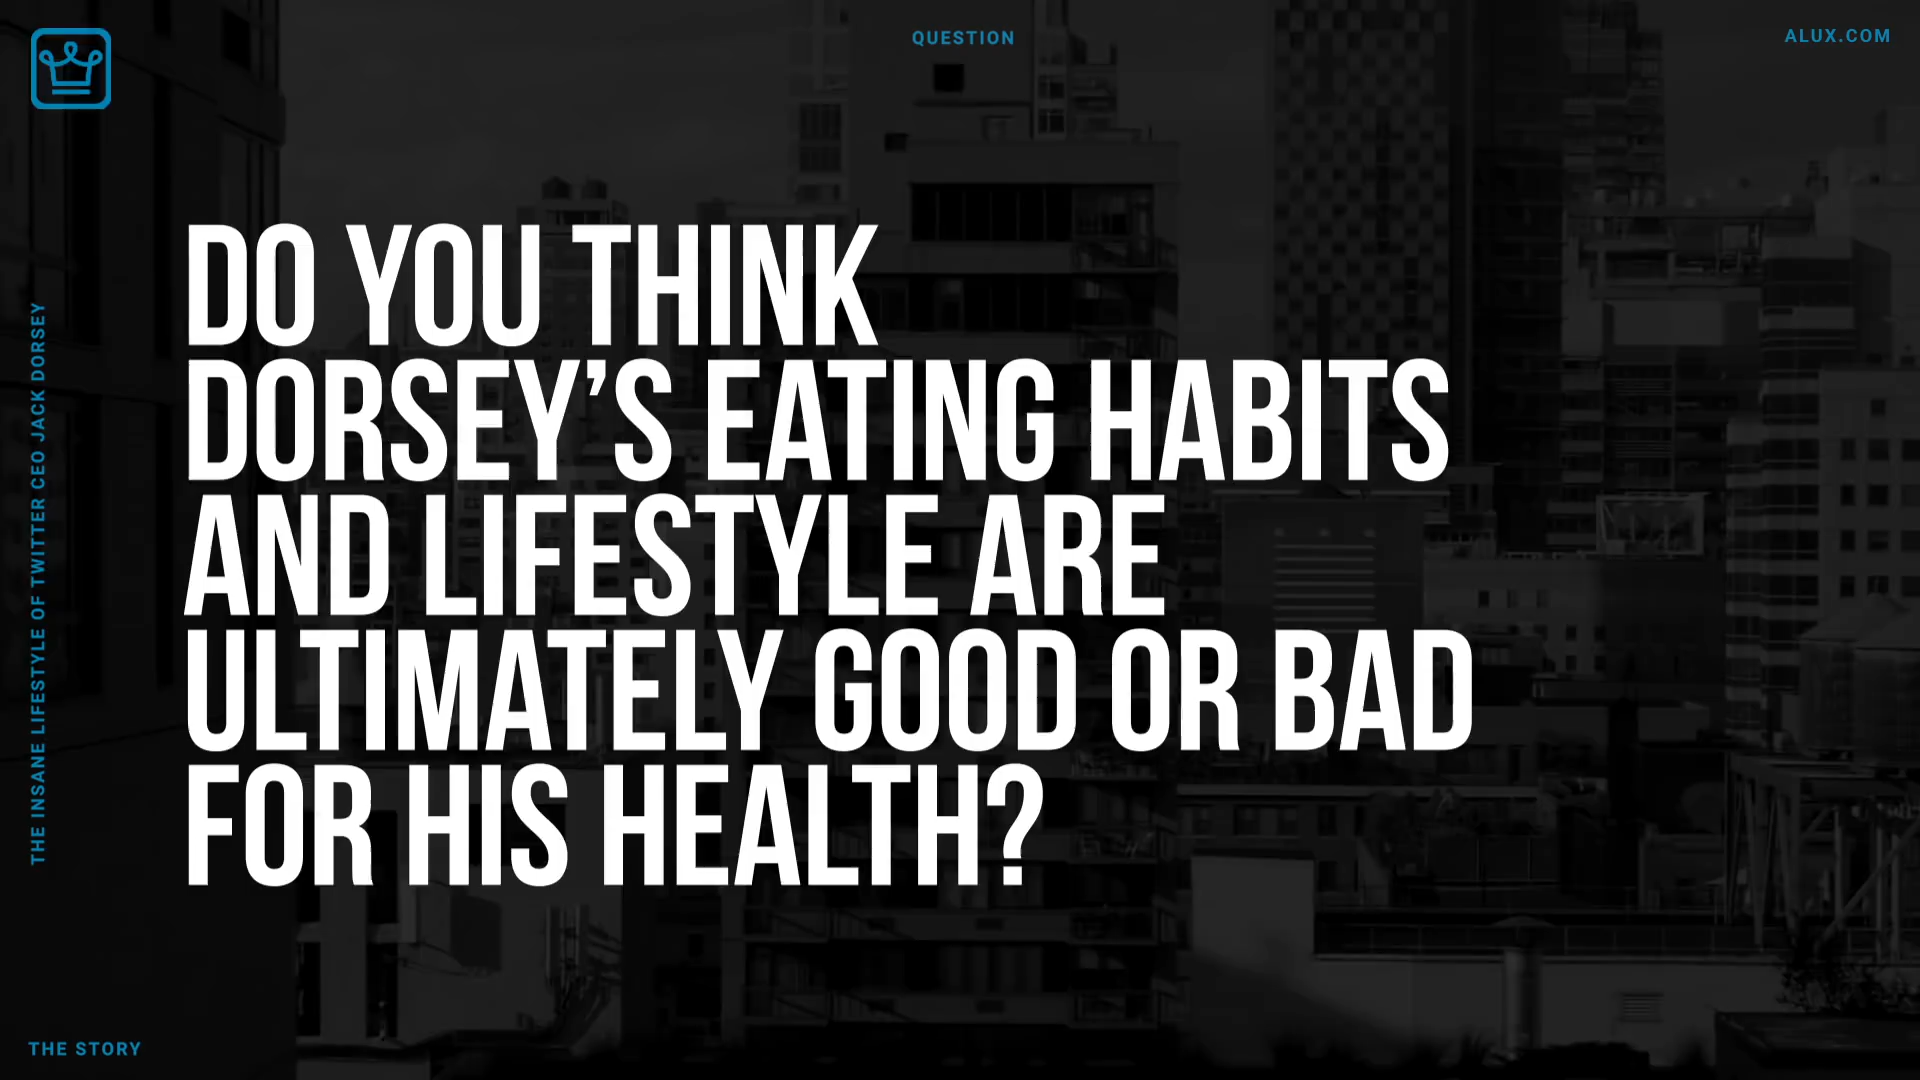 QUESTION
ALUX.COM
DO YOU THINK
DORSEY’S EATING HABITS
AND LIFESTYLE ARE
ULTIMATELY GOOD OR BAD
FOR HIS HEALTH?
THE INSANE LIFESTYLE OF TWITTER CEO JACK DORSEY
THE STORY